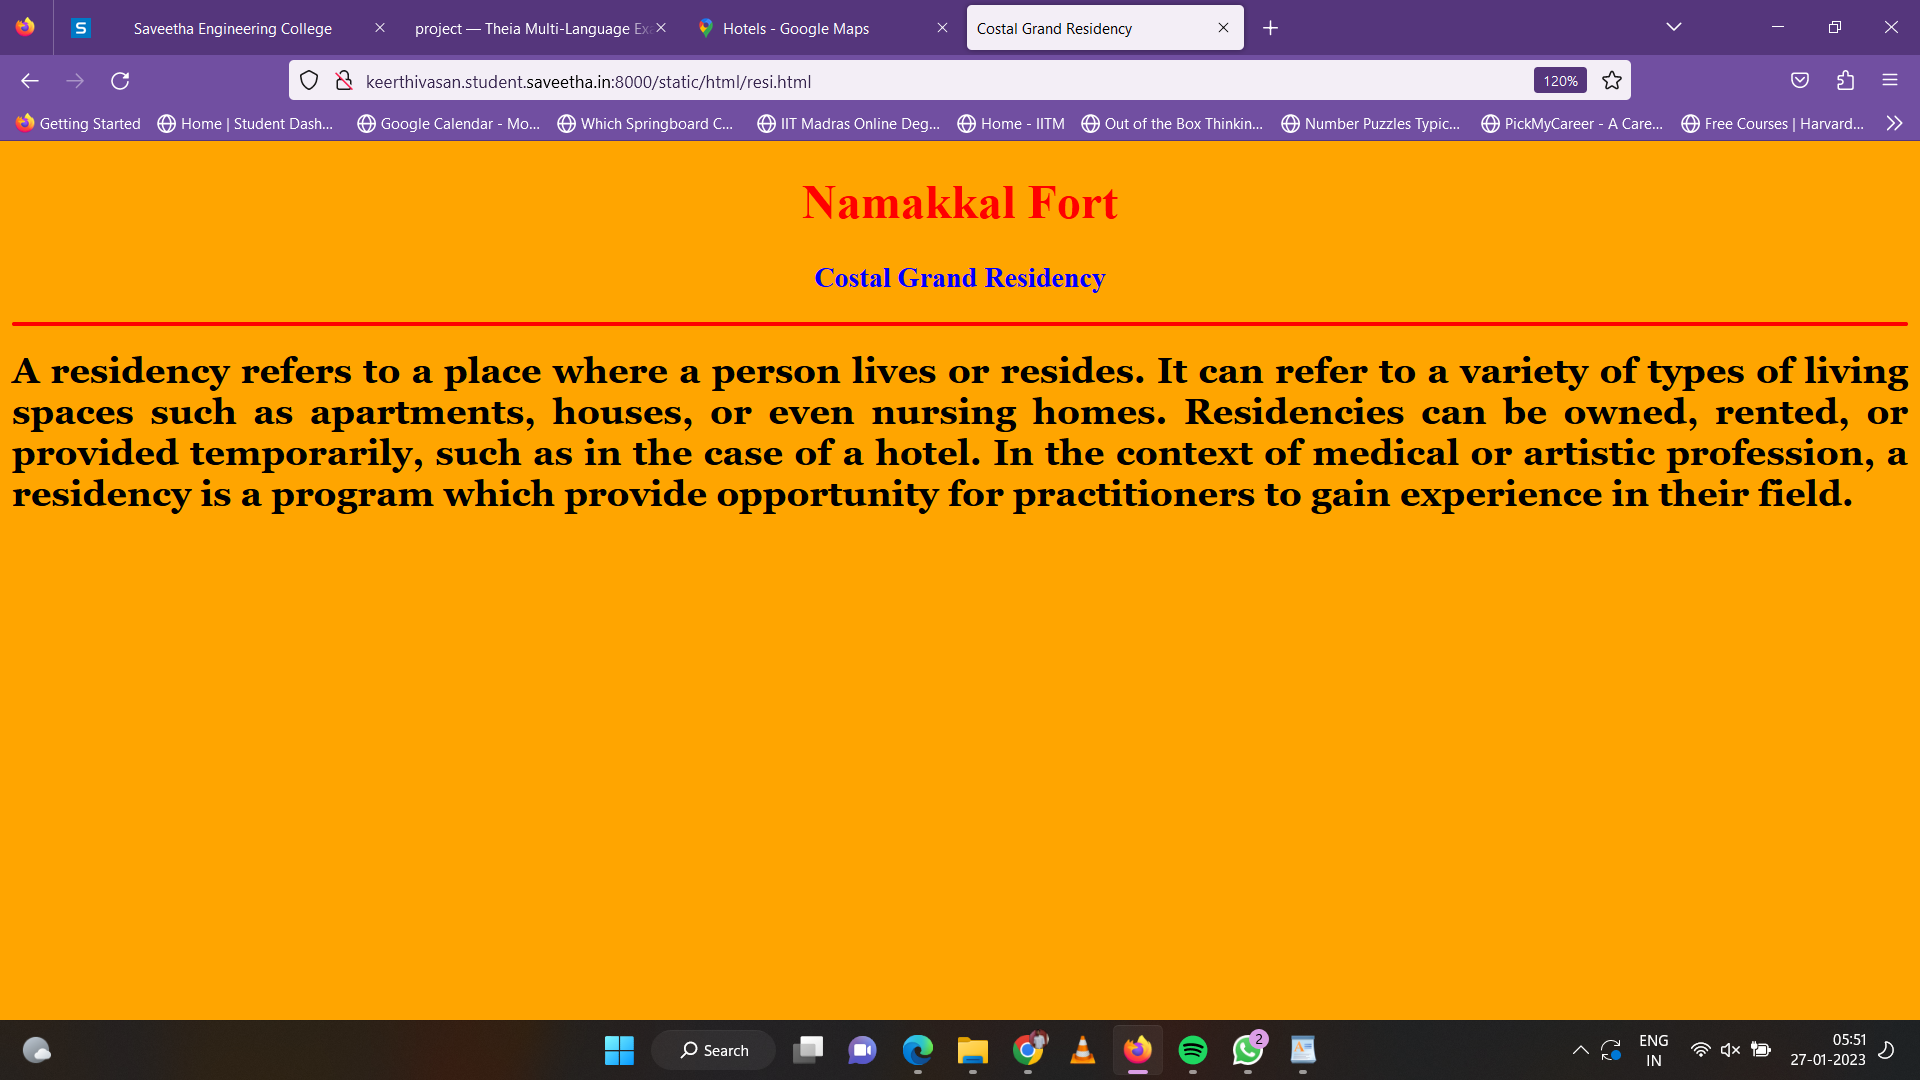 Saveetha Engineering College
project — Theia Multi-Language Exa
Hotels - Google Maps
Costal Grand Residency
keerthivasan.student.saveetha.in:8000/static/html/resi.html
120%
Getting Started
Home | Student Dash...
Google Calendar - Mo...
Which Springboard C...
IIT Madras Online Deg...
Home - IITM
Out of the Box Thinkin...
Number Puzzles Typic...
PickMyCareer - A Care...
Free Courses | Harvard...
Namakkal Fort
Costal Grand Residency
A residency refers to a place where a person lives or resides. It can refer to a variety of types of living
spaces such as apartments, houses, or even nursing homes. Residencies can be owned, rented, or
provided temporarily, such as in the case of a hotel. In the context of medical or artistic profession, a
residency is a program which provide opportunity for practitioners to gain experience in their field.
Search
2
ENG
IN
05:51
27-01-2023